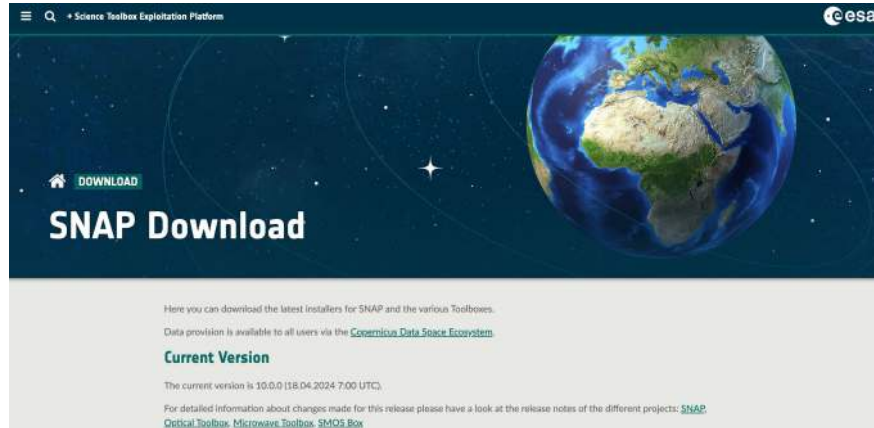 → Science Toolbox Exploitation Platform
esa
DOWNLOAD
SNAP Download
Here you can download the latest installers for SNAP and the various Toolboxes.
Data provision is available to all users via the Copernicus Data Space Ecosystem.
Current Version
The current version is 10.0.0 (18.04.2024 7:00 UTC).
For detailed information about changes made for this release please have a look at the release notes of the different projects: SNAP,
Optical Toolbox, Microwave Toolbox, SMOS Box